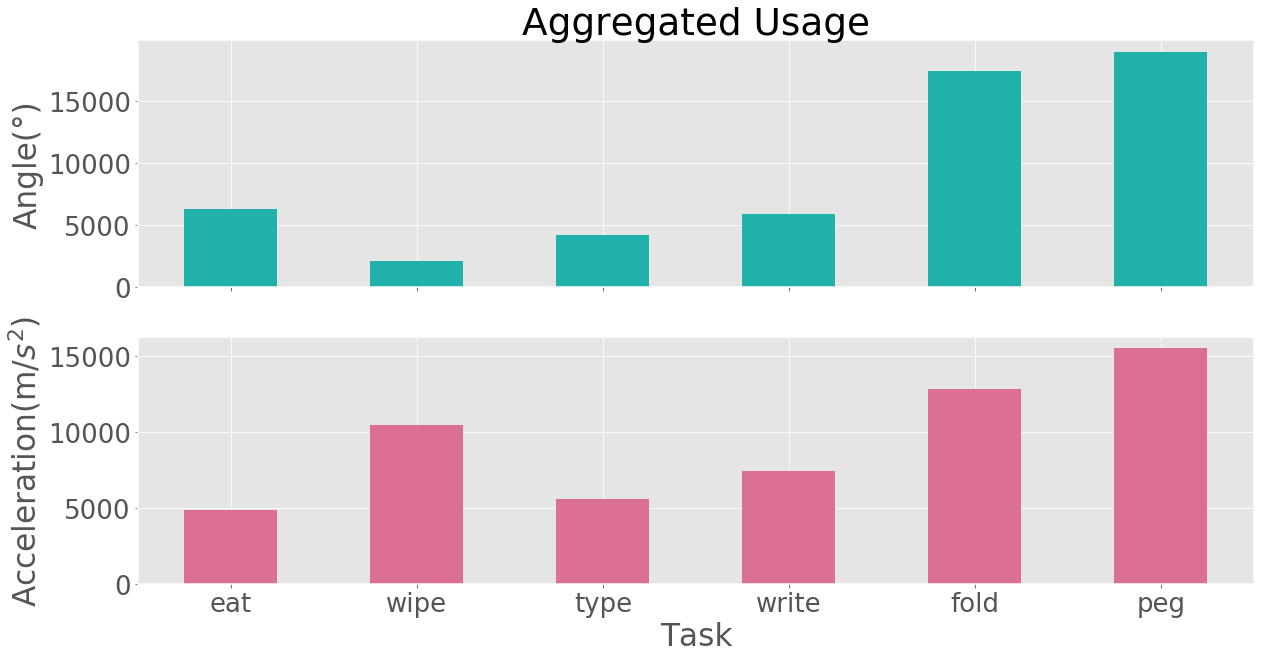 Aggregated Usage
Angle(°)
15000
10000
5000
0
Acceleration(m/s²)
15000
10000
5000
0
eat wipe type write fold peg
Task